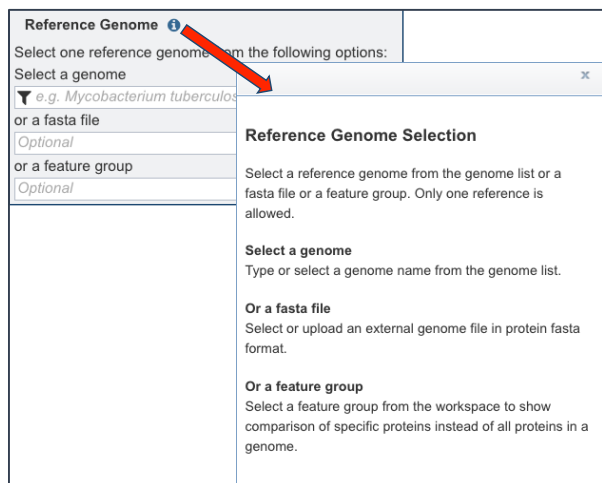 Reference Genome
Select one reference genome from the following options:
Select a genome
e.g. Mycobacterium tuberculos
or a fasta file
Optional
or a feature group
Optional
x
Reference Genome Selection
Select a reference genome from the genome list or a
fasta file or a feature group. Only one reference is
allowed.
Select a genome
Type or select a genome name from the genome list.
Or a fasta file
Select or upload an external genome file in protein fasta
format.
Or a feature group
Select a feature group from the workspace to show
comparison of specific proteins instead of all proteins in a
genome.